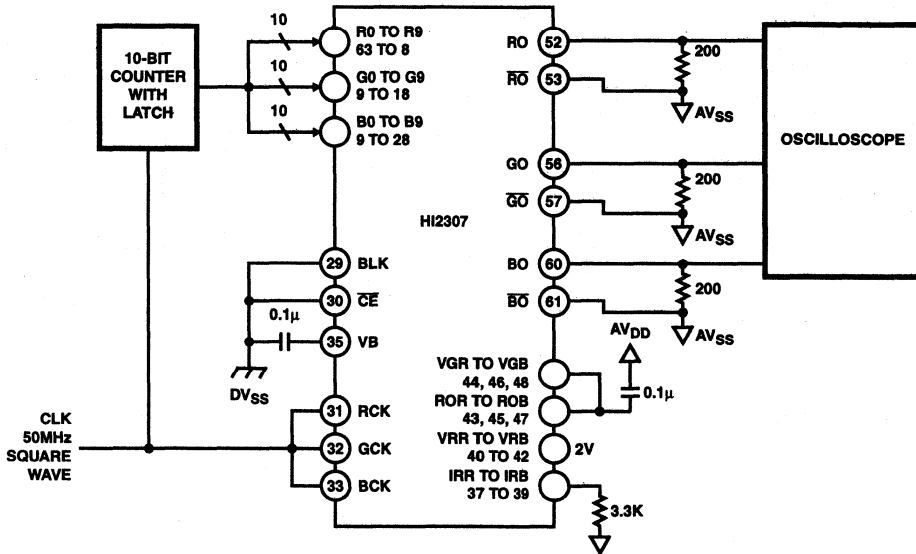 10-BIT
COUNTER
WITH
LATCH
10
10
10
R0 TO R9
63 TO 8
G0 TO G9
9 TO 18
B0 TO B9
9 TO 28
HI2307
29 BLK
30 CE
0.1μ
35 VB
DVSS
CLK
50MHz
SQUARE
WAVE
31 RCK
32 GCK
33 BCK
RO 52
RO 53
200
AVSS
GO 56
GO 57
200
AVSS
BO 60
BO 61
200
AVSS
OSCILLOSCOPE
AVDD
0.1μ
VGR TO VGB
44, 46, 48
ROR TO ROB
43, 45, 47
VRR TO VRB
40 TO 42
2V
IRR TO IRB
37 TO 39
3.3K